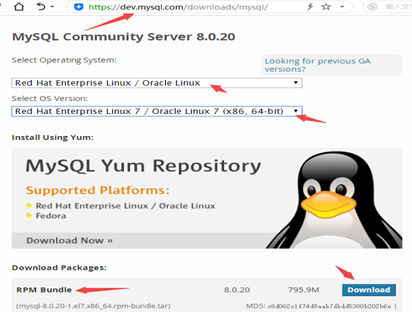 https://dev.mysql.com/downloads/mysql/
MySQL Community Server 8.0.20
Select Operating System:
Looking for previous GA
versions?
Red Hat Enterprise Linux / Oracle Linux
Select OS Version:
Red Hat Enterprise Linux 7 / Oracle Linux 7 (x86, 64-bit)
Install Using Yum:
MySQL Yum Repository
Supported Platforms:
Red Hat Enterprise Linux / Oracle Linux
Fedora
Download Now »
Download Packages:
RPM Bundle 8.0.20 795.9M Download
(mysql-8.0.20-1.el7.x86_64.rpm-bundle.tar) MD5: